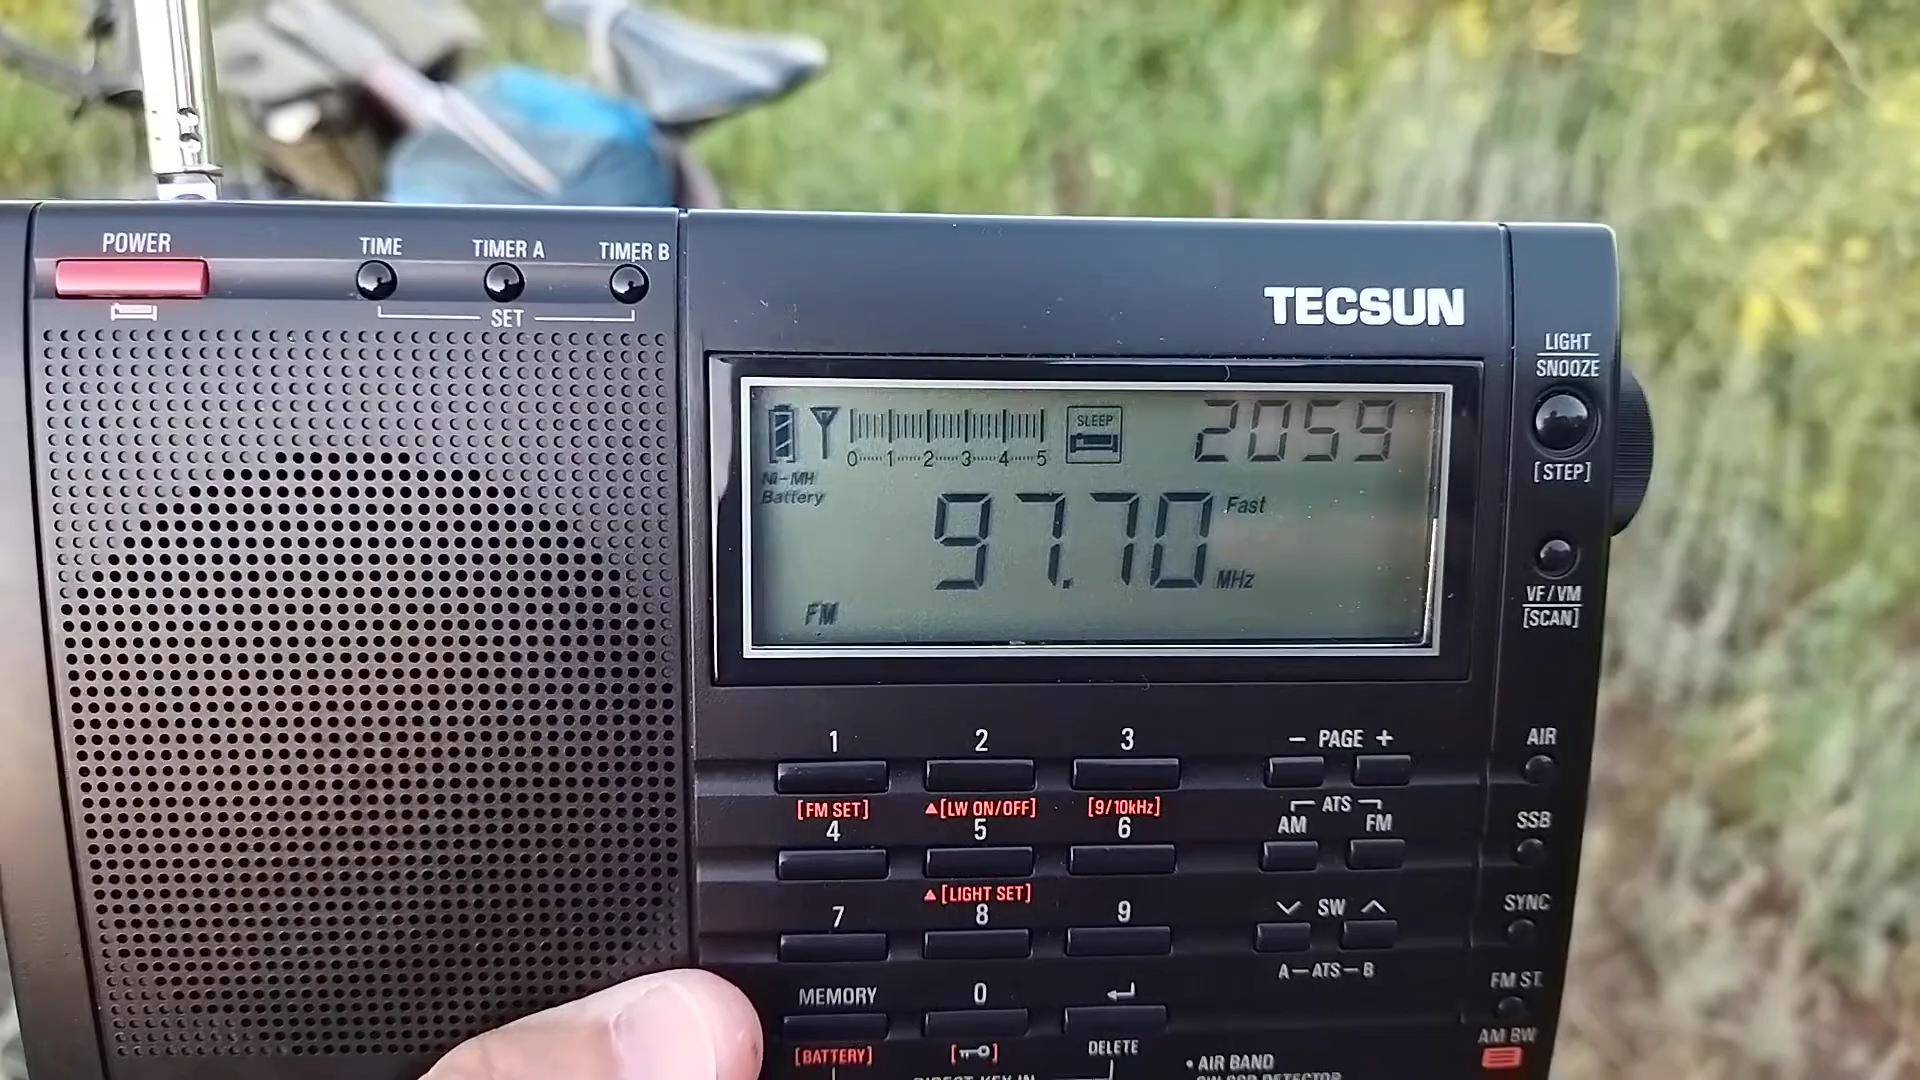 POWER
TIME
TIMER A
TIMER B
SET
TECSUN
LIGHT
SNOOZE
[STEP]
SLEEP
2059
0 1 2 3 4 5
Ni-MH
Battery
97.70
Fast
MHz
FM
VF/VM
[SCAN]
1 2 3
- PAGE +
AIR
[FM SET]
▲[LW ON/OFF]
[9/10kHz]
ATS
AM FM
SSB
4 5 6
▲[LIGHT SET]
7 8 9
SW
SYNC
A-ATS-B
FM ST.
MEMORY 0
AM BW
[BATTERY]
DELETE
DIRECT KEY IN
• AIR BAND